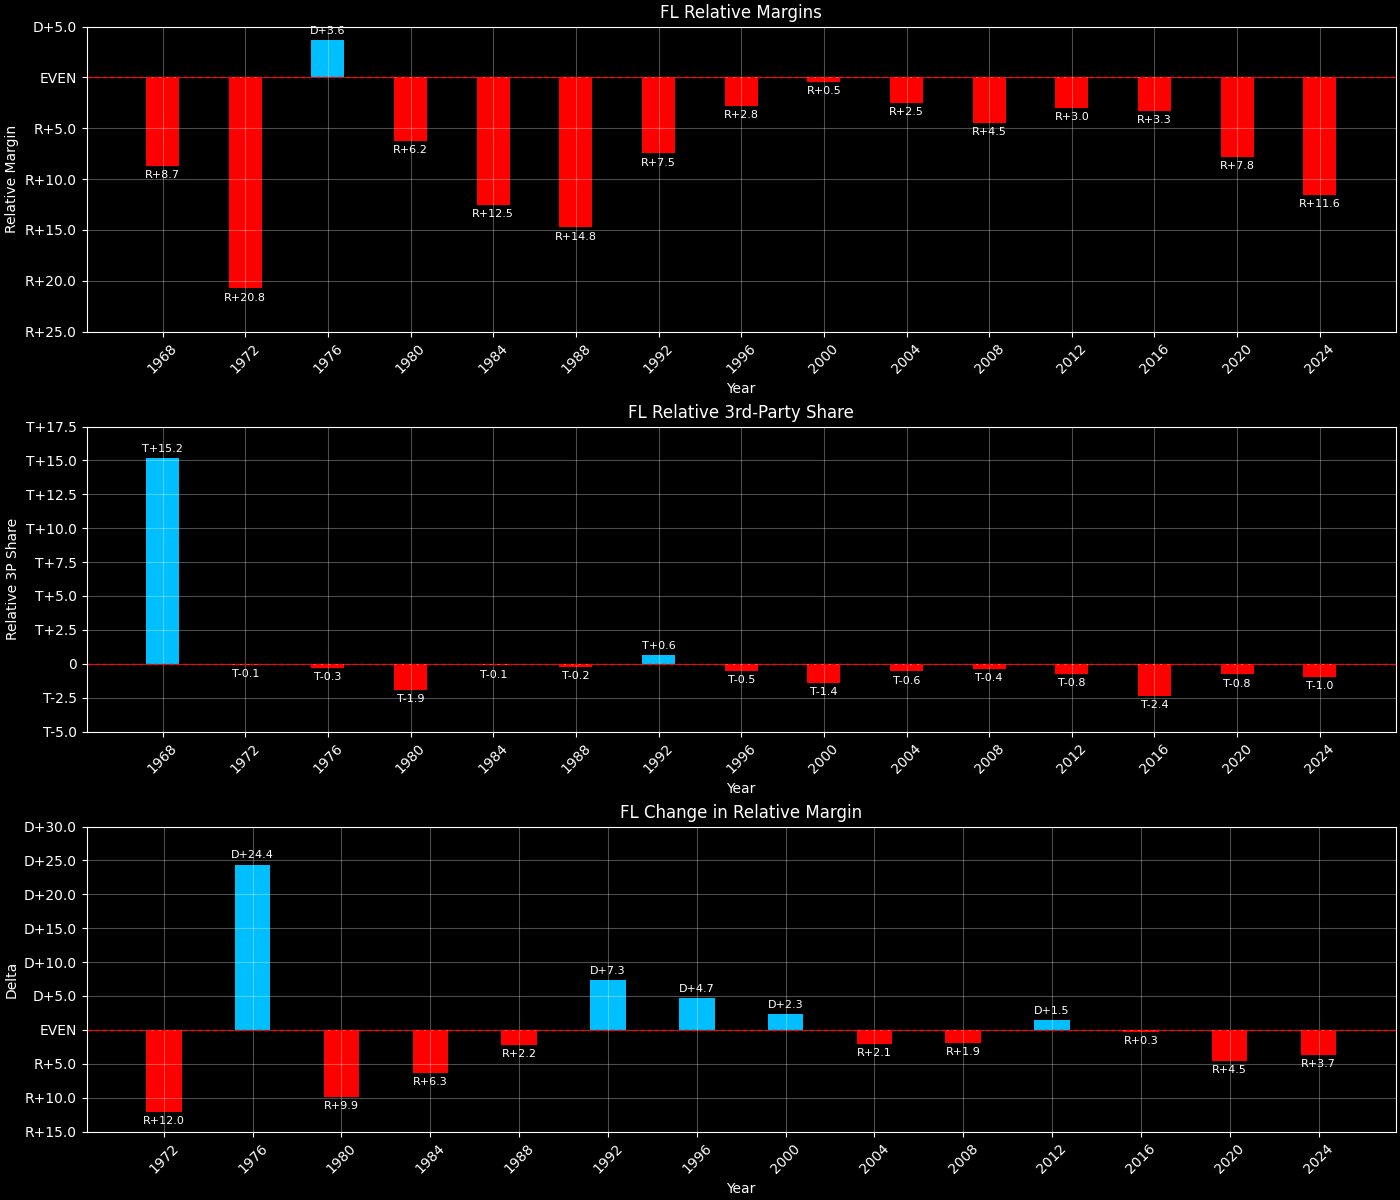 FL Relative Margins
Relative Margin
D+5.0
EVEN
R+5.0
R+10.0
R+15.0
R+20.0
R+25.0
R+8.7
R+20.8
D+3.6
R+6.2
R+12.5
R+14.8
R+7.5
R+2.8
R+0.5
R+2.5
R+4.5
R+3.0
R+3.3
R+7.8
R+11.6
1968
1972
1976
1980
1984
1988
1992
1996
2000
2004
2008
2012
2016
2020
2024
Year
FL Relative 3rd-Party Share
Relative 3P Share
T+17.5
T+15.0
T+12.5
T+10.0
T+7.5
T+5.0
T+2.5
0
T-2.5
T-5.0
T+15.2
T-0.1
T-0.3
T-1.9
T-0.1
T-0.2
T+0.6
T-0.5
T-1.4
T-0.6
T-0.4
T-0.8
T-2.4
T-0.8
T-1.0
1968
1972
1976
1980
1984
1988
1992
1996
2000
2004
2008
2012
2016
2020
2024
Year
FL Change in Relative Margin
Delta
D+30.0
D+25.0
D+20.0
D+15.0
D+10.0
D+5.0
EVEN
R+5.0
R+10.0
R+15.0
R+12.0
D+24.4
R+9.9
R+6.3
R+2.2
D+7.3
D+4.7
D+2.3
R+2.1
R+1.9
D+1.5
R+0.3
R+4.5
R+3.7
1972
1976
1980
1984
1988
1992
1996
2000
2004
2008
2012
2016
2020
2024
Year